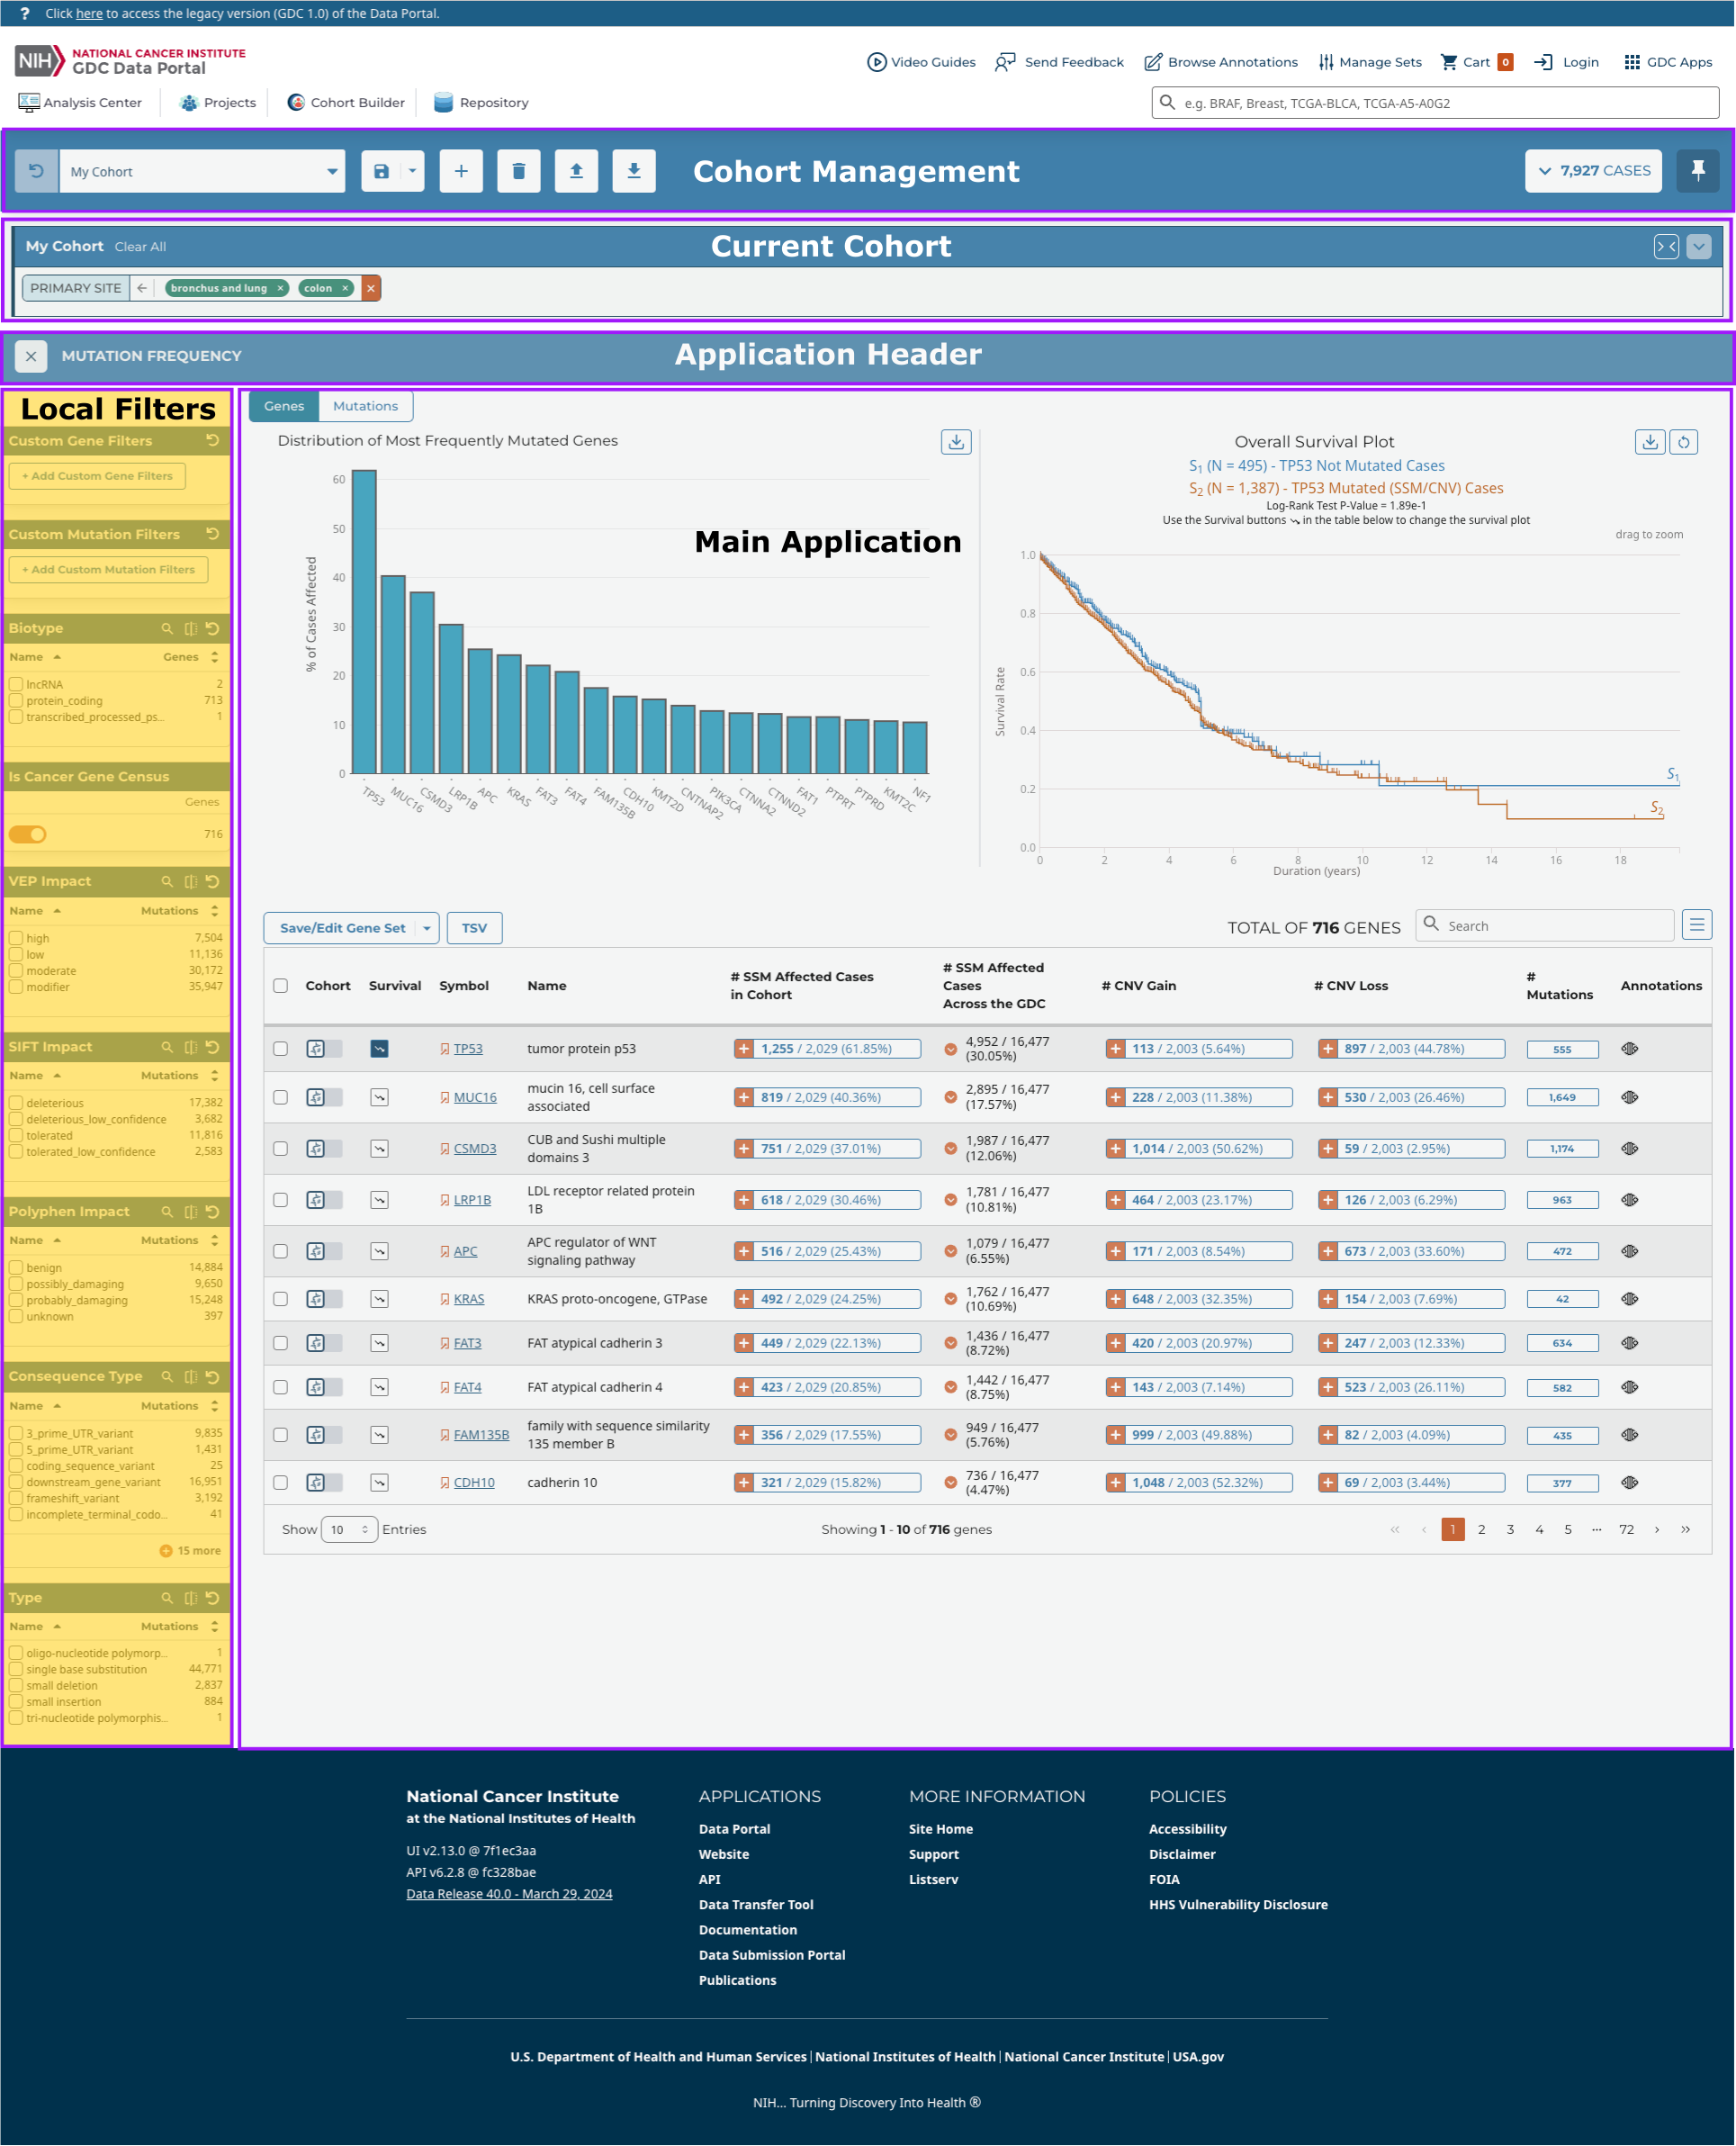 ? Click here to access the legacy version (GDC 1.0) of the Data Portal.
NIH NATIONAL CANCER INSTITUTE
GDC Data Portal
Video Guides Send Feedback Browse Annotations Manage Sets Cart 0 Login GDC Apps
Analysis Center Projects Cohort Builder Repository
e.g. BRAF, Breast, TCGA-BLCA, TCGA-A5-A0G2
My Cohort Cohort Management 7,927 CASES
My Cohort Clear All Current Cohort
PRIMARY SITE bronchus and lung × colon ×
MUTATION FREQUENCY Application Header
Local Filters
Custom Gene Filters
+ Add Custom Gene Filters
Custom Mutation Filters
+ Add Custom Mutation Filters
Biotype
Name Genes
lncRNA 2
protein_coding 713
transcribed_processed_ps... 1
Is Cancer Gene Census
Genes
716
VEP Impact
Name Mutations
high 7,504
low 11,136
moderate 30,172
modifier 35,947
SIFT Impact
Name Mutations
deleterious 17,382
deleterious_low_confidence 3,682
tolerated 11,816
tolerated_low_confidence 2,583
Polyphen Impact
Name Mutations
benign 14,884
possibly_damaging 9,650
probably_damaging 15,248
unknown 397
Consequence Type
Name Mutations
3_prime_UTR_variant 9,835
5_prime_UTR_variant 1,431
coding_sequence_variant 25
downstream_gene_variant 16,951
frameshift_variant 3,192
incomplete_terminal_codo... 41
15 more
Type
Name Mutations
oligo-nucleotide polymorp... 1
single base substitution 44,771
small deletion 2,837
small insertion 884
tri-nucleotide polymorphis... 1
Genes Mutations
Distribution of Most Frequently Mutated Genes
Main Application
% of Cases Affected
60
50
40
30
20
10
0
TP53 MUC16 CSMD3 LRP1B APC KRAS FAT3 FAT4 FAM135B CDH10 KMT2D CNTNAP2 PIK3CA CTNNA2 CTNND2 FAT1 PTPRT PTPRD KMT2C NF1
Overall Survival Plot
S1 (N = 495) - TP53 Not Mutated Cases
S2 (N = 1,387) - TP53 Mutated (SSM/CNV) Cases
Log-Rank Test P-Value = 1.89e-1
Use the Survival buttons in the table below to change the survival plot
drag to zoom
Survival Rate
1.0
0.8
0.6
0.4
0.2
0.0
S1
S2
0 2 4 6 8 10 12 14 16 18
Duration (years)
Save/Edit Gene Set TSV TOTAL OF 716 GENES Search
Cohort Survival Symbol Name # SSM Affected Cases in Cohort # SSM Affected Cases Across the GDC # CNV Gain # CNV Loss # Mutations Annotations
TP53 tumor protein p53 1,255 / 2,029 (61.85%) 4,952 / 16,477 (30.05%) 113 / 2,003 (5.64%) 897 / 2,003 (44.78%) 555
MUC16 mucin 16, cell surface associated 819 / 2,029 (40.36%) 2,895 / 16,477 (17.57%) 228 / 2,003 (11.38%) 530 / 2,003 (26.46%) 1,649
CSMD3 CUB and Sushi multiple domains 3 751 / 2,029 (37.01%) 1,987 / 16,477 (12.06%) 1,014 / 2,003 (50.62%) 59 / 2,003 (2.95%) 1,174
LRP1B LDL receptor related protein 1B 618 / 2,029 (30.46%) 1,781 / 16,477 (10.81%) 464 / 2,003 (23.17%) 126 / 2,003 (6.29%) 963
APC APC regulator of WNT signaling pathway 516 / 2,029 (25.43%) 1,079 / 16,477 (6.55%) 171 / 2,003 (8.54%) 673 / 2,003 (33.60%) 472
KRAS KRAS proto-oncogene, GTPase 492 / 2,029 (24.25%) 1,762 / 16,477 (10.69%) 648 / 2,003 (32.35%) 154 / 2,003 (7.69%) 42
FAT3 FAT atypical cadherin 3 449 / 2,029 (22.13%) 1,436 / 16,477 (8.72%) 420 / 2,003 (20.97%) 247 / 2,003 (12.33%) 634
FAT4 FAT atypical cadherin 4 423 / 2,029 (20.85%) 1,442 / 16,477 (8.75%) 143 / 2,003 (7.14%) 523 / 2,003 (26.11%) 582
FAM135B family with sequence similarity 135 member B 356 / 2,029 (17.55%) 949 / 16,477 (5.76%) 999 / 2,003 (49.88%) 82 / 2,003 (4.09%) 435
CDH10 cadherin 10 321 / 2,029 (15.82%) 736 / 16,477 (4.47%) 1,048 / 2,003 (52.32%) 69 / 2,003 (3.44%) 377
Show 10 Entries Showing 1 - 10 of 716 genes 1 2 3 4 5 ... 72
National Cancer Institute
at the National Institutes of Health
UI v2.13.0 @ 7f1ec3aa
API v6.2.8 @ fc328bae
Data Release 40.0 - March 29, 2024
APPLICATIONS
Data Portal
Website
API
Data Transfer Tool
Documentation
Data Submission Portal
Publications
MORE INFORMATION
Site Home
Support
Listserv
POLICIES
Accessibility
Disclaimer
FOIA
HHS Vulnerability Disclosure
U.S. Department of Health and Human Services | National Institutes of Health | National Cancer Institute | USA.gov
NIH... Turning Discovery Into Health ®